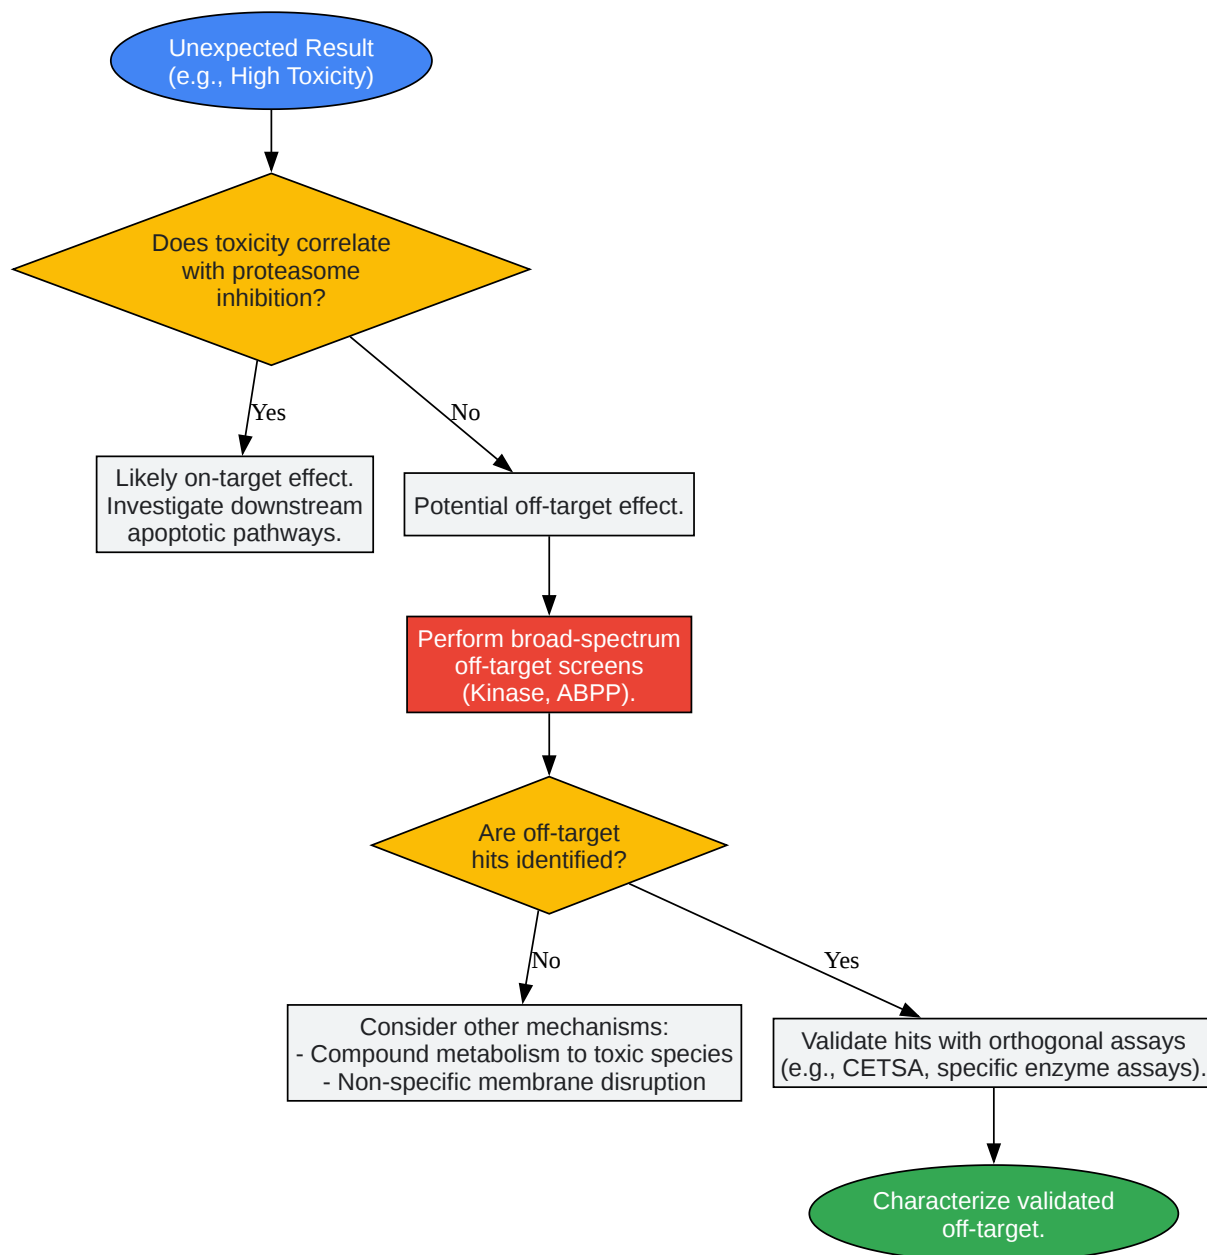 Unexpected Result
(e.g., High Toxicity)
Does toxicity correlate
with proteasome
inhibition?
Yes
No
Likely on-target effect.
Investigate downstream
apoptotic pathways.
Potential off-target effect.
Perform broad-spectrum
off-target screens
(Kinase, ABPP).
Are off-target
hits identified?
No
Yes
Consider other mechanisms:
- Compound metabolism to toxic species
- Non-specific membrane disruption
Validate hits with orthogonal assays
(e.g., CETSA, specific enzyme assays).
Characterize validated
off-target.